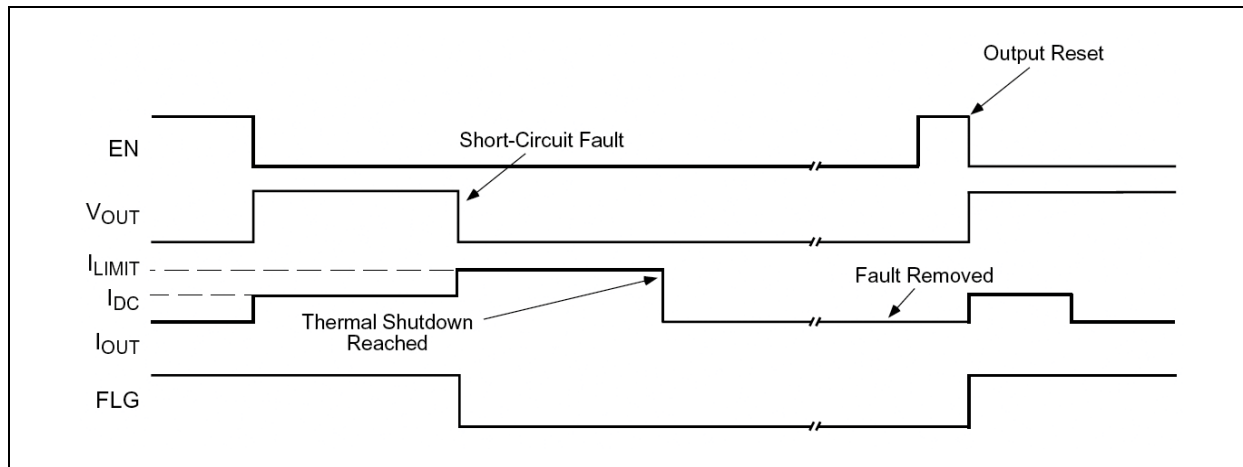 Output Reset
EN
Short-Circuit Fault
VOUT
ILIMIT
IDC
Fault Removed
Thermal Shutdown
Reached
IOUT
FLG